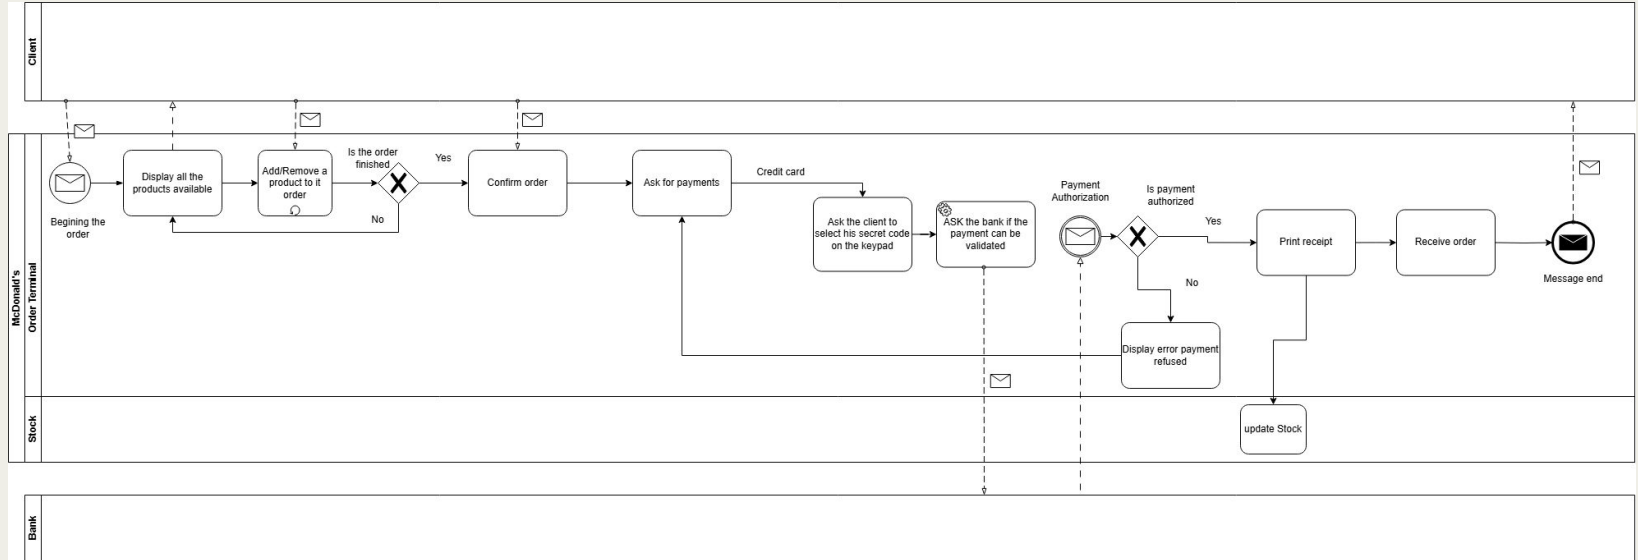 Client
McDonald's
Order Terminal
Begining the
order
Display all the
products available
Add/Remove a
product to it
order
Is the order
finished
Yes
No
Confirm order
Ask for payments
Credit card
Ask the client to
select his secret code
on the keypad
ASK the bank if the
payment can be
validated
Payment
Authorization
Is payment
authorized
Yes
No
Display error payment
refused
Print receipt
Receive order
Message end
Stock
update Stock
Bank